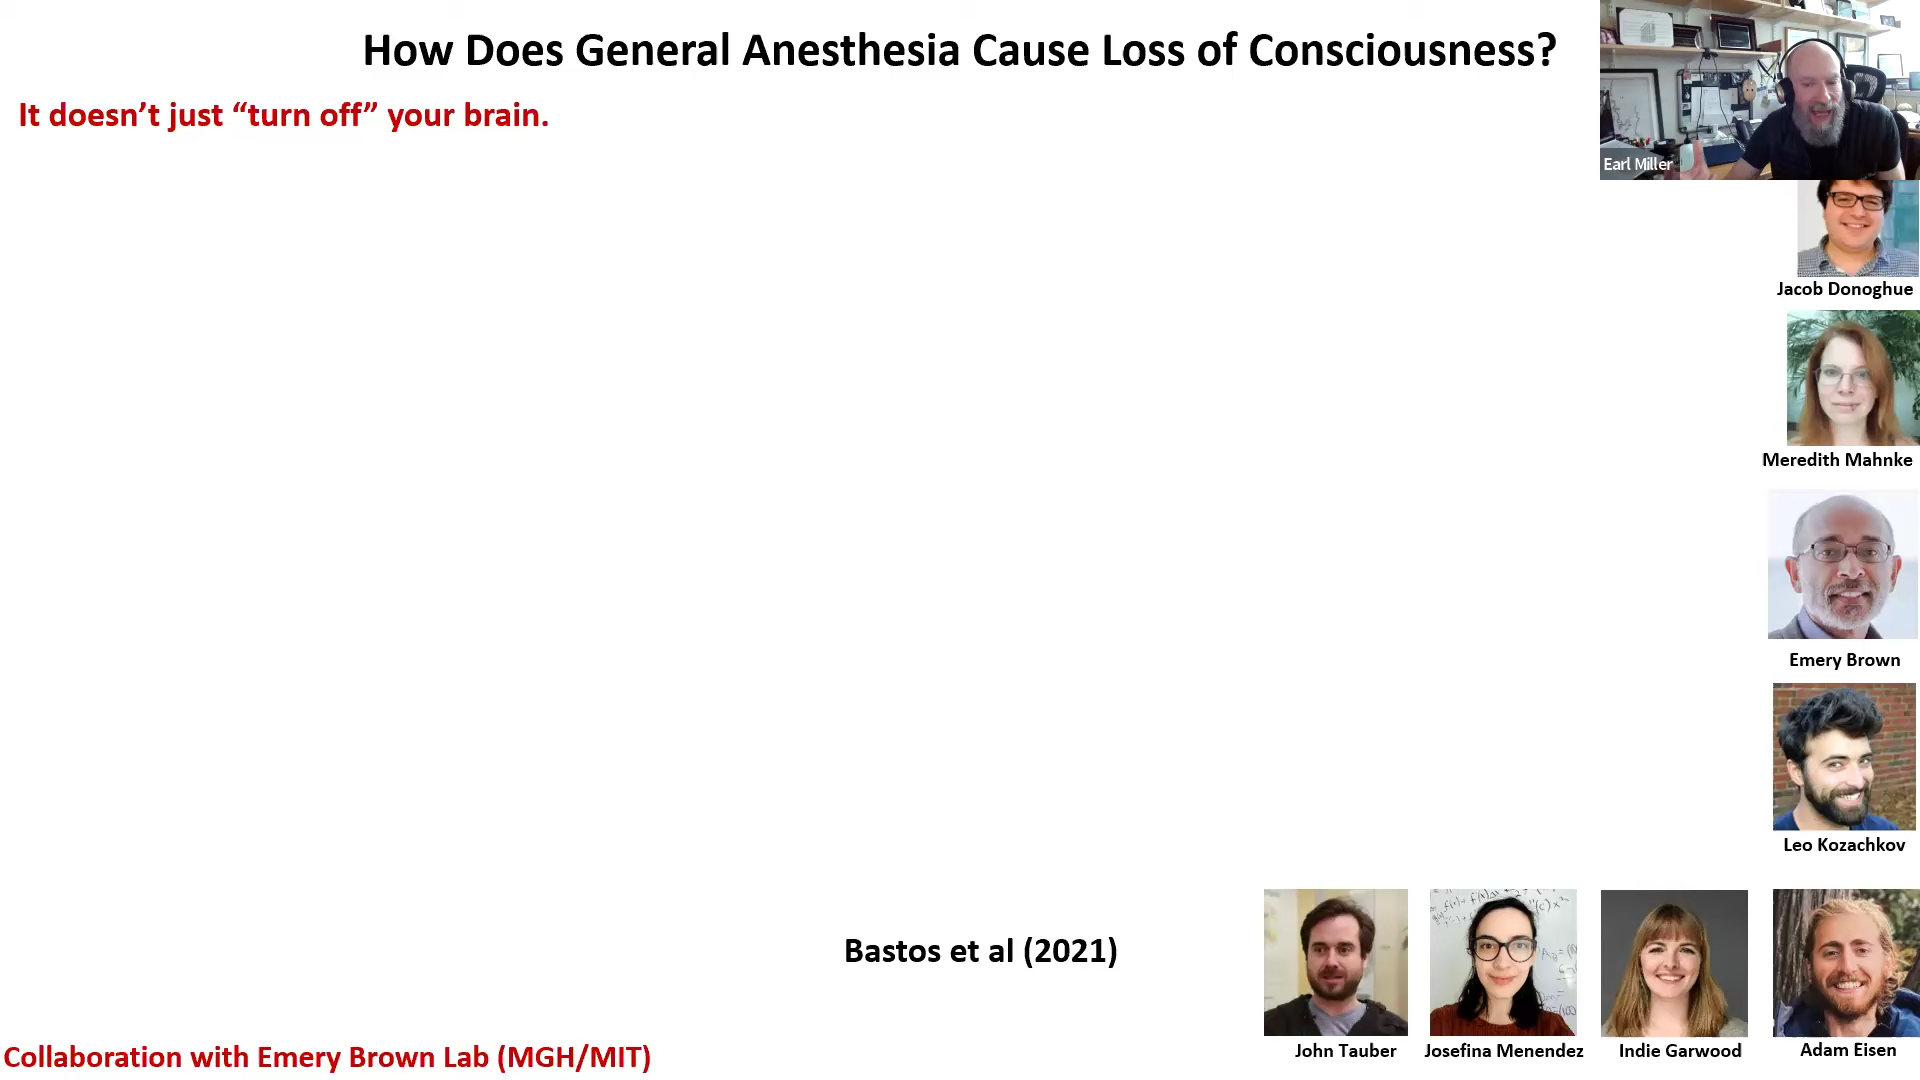 How Does General Anesthesia Cause Loss of Consciousness?
It doesn’t just “turn off” your brain.
Earl Miller
Jacob Donoghue
Meredith Mahnke
Emery Brown
Leo Kozachkov
Bastos et al (2021)
John Tauber
Josefina Menendez
Indie Garwood
Adam Eisen
Collaboration with Emery Brown Lab (MGH/MIT)